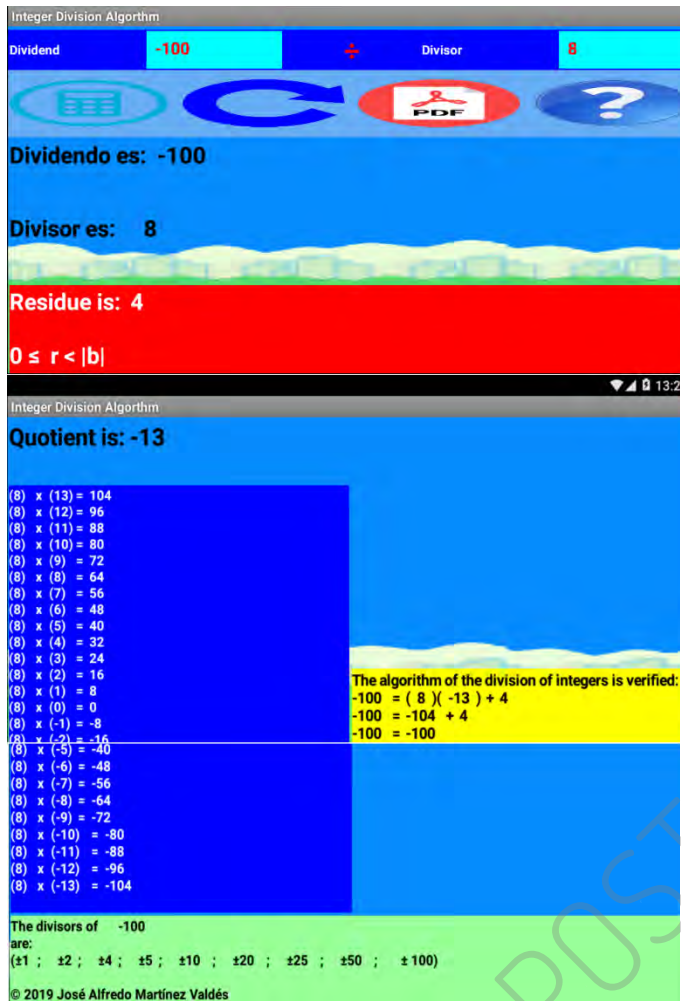 Integer Division Algorthm
Dividend -100 ÷ Divisor 8
PDF ?
Dividendo es: -100
Divisor es: 8
Residue is: 4
0 ≤ r < |b|
13:2
Integer Division Algorthm
Quotient is: -13
(8) x (13) = 104
(8) x (12) = 96
(8) x (11) = 88
(8) x (10) = 80
(8) x (9) = 72
(8) x (8) = 64
(8) x (7) = 56
(8) x (6) = 48
(8) x (5) = 40
(8) x (4) = 32
(8) x (3) = 24
(8) x (2) = 16
(8) x (1) = 8
(8) x (0) = 0
(8) x (-1) = -8
(8) x (-2) = -16
The algorithm of the division of integers is verified:
-100 = ( 8 )( -13 ) + 4
-100 = -104 + 4
-100 = -100
(8) x (-5) = -40
(8) x (-6) = -48
(8) x (-7) = -56
(8) x (-8) = -64
(8) x (-9) = -72
(8) x (-10) = -80
(8) x (-11) = -88
(8) x (-12) = -96
(8) x (-13) = -104
The divisors of -100
are:
(±1 ; ±2 ; ±4 ; ±5 ; ±10 ; ±20 ; ±25 ; ±50 ; ± 100)
© 2019 José Alfredo Martínez Valdés
POST